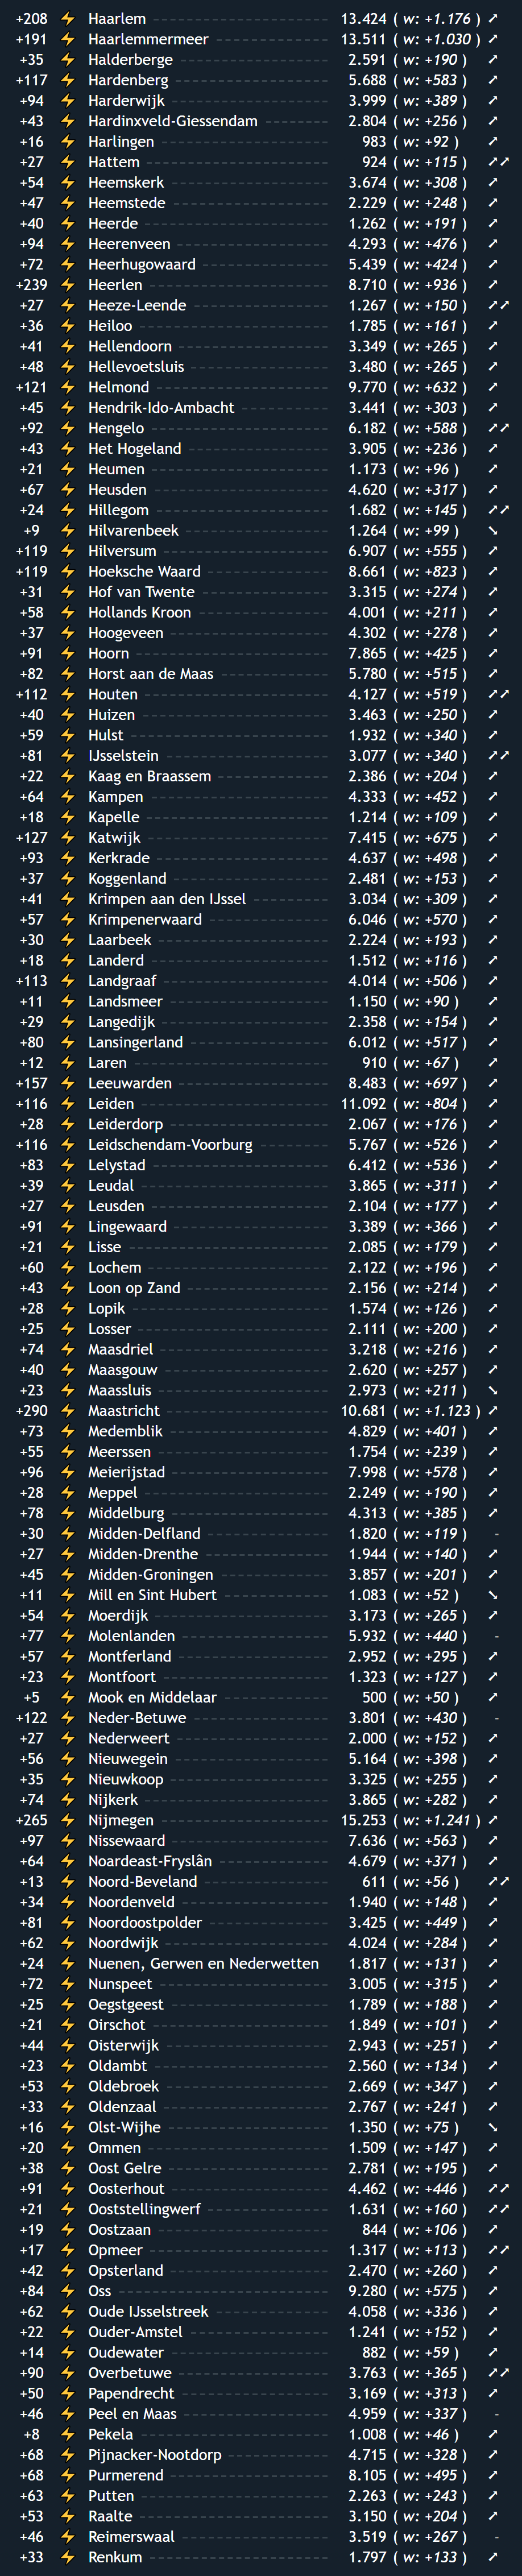 +208 ⚡ Haarlem 13.424 ( w: +1.176 ) ↗
+191 ⚡ Haarlemmermeer 13.511 ( w: +1.030 ) ↗
+35 ⚡ Halderberge 2.591 ( w: +190 ) ↗
+117 ⚡ Hardenberg 5.688 ( w: +583 ) ↗
+94 ⚡ Harderwijk 3.999 ( w: +389 ) ↗
+43 ⚡ Hardinxveld-Giessendam 2.804 ( w: +256 ) ↗
+16 ⚡ Harlingen 983 ( w: +92 ) ↗
+27 ⚡ Hattem 924 ( w: +115 ) ↗↗
+54 ⚡ Heemskerk 3.674 ( w: +308 ) ↗
+47 ⚡ Heemstede 2.229 ( w: +248 ) ↗
+40 ⚡ Heerde 1.262 ( w: +191 ) ↗
+94 ⚡ Heerenveen 4.293 ( w: +476 ) ↗
+72 ⚡ Heerhugowaard 5.439 ( w: +424 ) ↗
+239 ⚡ Heerlen 8.710 ( w: +936 ) ↗
+27 ⚡ Heeze-Leende 1.267 ( w: +150 ) ↗↗
+36 ⚡ Heiloo 1.785 ( w: +161 ) ↗
+41 ⚡ Hellendoorn 3.349 ( w: +265 ) ↗
+48 ⚡ Hellevoetsluis 3.480 ( w: +265 ) ↗
+121 ⚡ Helmond 9.770 ( w: +632 ) ↗
+45 ⚡ Hendrik-Ido-Ambacht 3.441 ( w: +303 ) ↗
+92 ⚡ Hengelo 6.182 ( w: +588 ) ↗↗
+43 ⚡ Het Hogeland 3.905 ( w: +236 ) ↗
+21 ⚡ Heumen 1.173 ( w: +96 ) ↗
+67 ⚡ Heusden 4.620 ( w: +317 ) ↗
+24 ⚡ Hillegom 1.682 ( w: +145 ) ↗↗
+9 ⚡ Hilvarenbeek 1.264 ( w: +99 ) ↘
+119 ⚡ Hilversum 6.907 ( w: +555 ) ↗
+119 ⚡ Hoeksche Waard 8.661 ( w: +823 ) ↗
+31 ⚡ Hof van Twente 3.315 ( w: +274 ) ↗
+58 ⚡ Hollands Kroon 4.001 ( w: +211 ) ↗
+37 ⚡ Hoogeveen 4.302 ( w: +278 ) ↗
+91 ⚡ Hoorn 7.865 ( w: +425 ) ↗
+82 ⚡ Horst aan de Maas 5.780 ( w: +515 ) ↗
+112 ⚡ Houten 4.127 ( w: +519 ) ↗↗
+40 ⚡ Huizen 3.463 ( w: +250 ) ↗
+59 ⚡ Hulst 1.932 ( w: +340 ) ↗
+81 ⚡ IJsselstein 3.077 ( w: +340 ) ↗↗
+22 ⚡ Kaag en Braassem 2.386 ( w: +204 ) ↗
+64 ⚡ Kampen 4.333 ( w: +452 ) ↗
+18 ⚡ Kapelle 1.214 ( w: +109 ) ↗
+127 ⚡ Katwijk 7.415 ( w: +675 ) ↗
+93 ⚡ Kerkrade 4.637 ( w: +498 ) ↗
+37 ⚡ Koggenland 2.481 ( w: +153 ) ↗
+41 ⚡ Krimpen aan den IJssel 3.034 ( w: +309 ) ↗
+57 ⚡ Krimpenerwaard 6.046 ( w: +570 ) ↗
+30 ⚡ Laarbeek 2.224 ( w: +193 ) ↗
+18 ⚡ Landerd 1.512 ( w: +116 ) ↗
+113 ⚡ Landgraaf 4.014 ( w: +506 ) ↗
+11 ⚡ Landsmeer 1.150 ( w: +90 ) ↗
+29 ⚡ Langedijk 2.358 ( w: +154 ) ↗
+80 ⚡ Lansingerland 6.012 ( w: +517 ) ↗
+12 ⚡ Laren 910 ( w: +67 ) ↗
+157 ⚡ Leeuwarden 8.483 ( w: +697 ) ↗
+116 ⚡ Leiden 11.092 ( w: +804 ) ↗
+28 ⚡ Leiderdorp 2.067 ( w: +176 ) ↗
+116 ⚡ Leidschendam-Voorburg 5.767 ( w: +526 ) ↗
+83 ⚡ Lelystad 6.412 ( w: +536 ) ↗
+39 ⚡ Leudal 3.865 ( w: +311 ) ↗
+27 ⚡ Leusden 2.104 ( w: +177 ) ↗
+91 ⚡ Lingewaard 3.389 ( w: +366 ) ↗
+21 ⚡ Lisse 2.085 ( w: +179 ) ↗
+60 ⚡ Lochem 2.122 ( w: +196 ) ↗
+43 ⚡ Loon op Zand 2.156 ( w: +214 ) ↗
+28 ⚡ Lopik 1.574 ( w: +126 ) ↗
+25 ⚡ Losser 2.111 ( w: +200 ) ↗
+74 ⚡ Maasdriel 3.218 ( w: +216 ) ↗
+40 ⚡ Maasgouw 2.620 ( w: +257 ) ↗
+23 ⚡ Maassluis 2.973 ( w: +211 ) ↘
+290 ⚡ Maastricht 10.681 ( w: +1.123 ) ↗
+73 ⚡ Medemblik 4.829 ( w: +401 ) ↗
+55 ⚡ Meerssen 1.754 ( w: +239 ) ↗
+96 ⚡ Meierijstad 7.998 ( w: +578 ) ↗
+28 ⚡ Meppel 2.249 ( w: +190 ) ↗
+78 ⚡ Middelburg 4.313 ( w: +385 ) ↗
+30 ⚡ Midden-Delfland 1.820 ( w: +119 ) -
+27 ⚡ Midden-Drenthe 1.944 ( w: +140 ) ↗
+45 ⚡ Midden-Groningen 3.857 ( w: +201 ) ↗
+11 ⚡ Mill en Sint Hubert 1.083 ( w: +52 ) ↘
+54 ⚡ Moerdijk 3.173 ( w: +265 ) ↗
+77 ⚡ Molenlanden 5.932 ( w: +440 ) -
+57 ⚡ Montferland 2.952 ( w: +295 ) ↗
+23 ⚡ Montfoort 1.323 ( w: +127 ) ↗
+5 ⚡ Mook en Middelaar 500 ( w: +50 ) ↗
+122 ⚡ Neder-Betuwe 3.801 ( w: +430 ) -
+27 ⚡ Nederweert 2.000 ( w: +152 ) ↗
+56 ⚡ Nieuwegein 5.164 ( w: +398 ) ↗
+35 ⚡ Nieuwkoop 3.325 ( w: +255 ) ↗
+74 ⚡ Nijkerk 3.865 ( w: +282 ) ↗
+265 ⚡ Nijmegen 15.253 ( w: +1.241 ) ↗
+97 ⚡ Nissewaard 7.636 ( w: +563 ) ↗
+64 ⚡ Noardeast-Fryslân 4.679 ( w: +371 ) ↗
+13 ⚡ Noord-Beveland 611 ( w: +56 ) ↗↗
+34 ⚡ Noordenveld 1.940 ( w: +148 ) ↗
+81 ⚡ Noordoostpolder 3.425 ( w: +449 ) ↗
+62 ⚡ Noordwijk 4.024 ( w: +284 ) ↗
+24 ⚡ Nuenen, Gerwen en Nederwetten 1.817 ( w: +131 ) ↗
+72 ⚡ Nunspeet 3.005 ( w: +315 ) ↗
+25 ⚡ Oegstgeest 1.789 ( w: +188 ) ↗
+21 ⚡ Oirschot 1.849 ( w: +101 ) ↗
+44 ⚡ Oisterwijk 2.943 ( w: +251 ) ↗
+23 ⚡ Oldambt 2.560 ( w: +134 ) ↗
+53 ⚡ Oldebroek 2.669 ( w: +347 ) ↗
+33 ⚡ Oldenzaal 2.767 ( w: +241 ) ↗
+16 ⚡ Olst-Wijhe 1.350 ( w: +75 ) ↘
+20 ⚡ Ommen 1.509 ( w: +147 ) ↗
+38 ⚡ Oost Gelre 2.781 ( w: +195 ) ↗
+91 ⚡ Oosterhout 4.462 ( w: +446 ) ↗↗
+21 ⚡ Ooststellingwerf 1.631 ( w: +160 ) ↗↗
+19 ⚡ Oostzaan 844 ( w: +106 ) ↗
+17 ⚡ Opmeer 1.317 ( w: +113 ) ↗↗
+42 ⚡ Opsterland 2.470 ( w: +260 ) ↗
+84 ⚡ Oss 9.280 ( w: +575 ) ↗
+62 ⚡ Oude IJsselstreek 4.058 ( w: +336 ) ↗
+22 ⚡ Ouder-Amstel 1.241 ( w: +152 ) ↗
+14 ⚡ Oudewater 882 ( w: +59 ) ↗
+90 ⚡ Overbetuwe 3.763 ( w: +365 ) ↗↗
+50 ⚡ Papendrecht 3.169 ( w: +313 ) ↗
+46 ⚡ Peel en Maas 4.959 ( w: +337 ) -
+8 ⚡ Pekela 1.008 ( w: +46 ) ↗
+68 ⚡ Pijnacker-Nootdorp 4.715 ( w: +328 ) ↗
+68 ⚡ Purmerend 8.105 ( w: +495 ) ↗
+63 ⚡ Putten 2.263 ( w: +243 ) ↗
+53 ⚡ Raalte 3.150 ( w: +204 ) ↗
+46 ⚡ Reimerswaal 3.519 ( w: +267 ) -
+33 ⚡ Renkum 1.797 ( w: +133 ) ↗